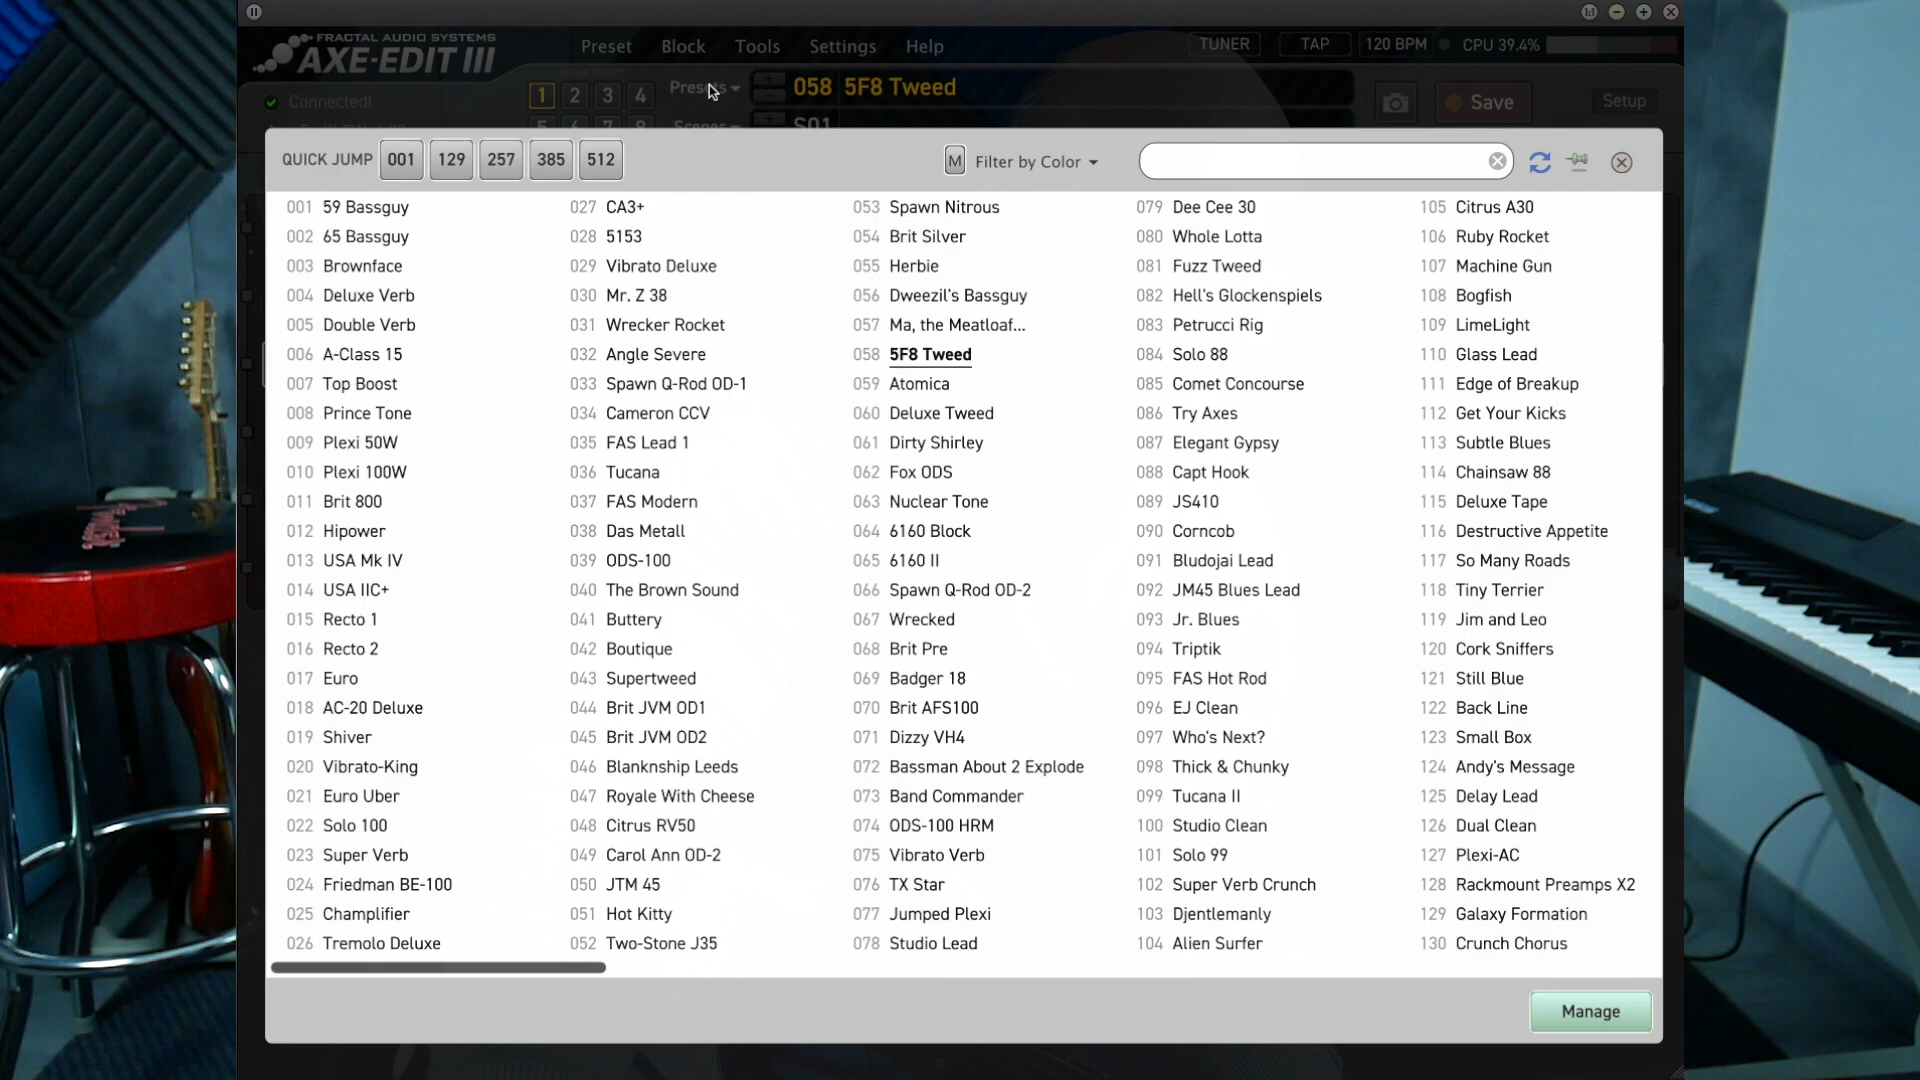 FRACTAL AUDIO SYSTEMS
AXE-EDIT III
Preset Block Tools Settings Help
TUNER TAP 120 BPM CPU 39.4%
Connected!
1 2 3 4
Presets
058 5F8 Tweed
Save Setup
5 6 7 8
Scenes
S01
QUICK JUMP 001 129 257 385 512
M Filter by Color
001 59 Bassguy
002 65 Bassguy
003 Brownface
004 Deluxe Verb
005 Double Verb
006 A-Class 15
007 Top Boost
008 Prince Tone
009 Plexi 50W
010 Plexi 100W
011 Brit 800
012 Hipower
013 USA Mk IV
014 USA IIC+
015 Recto 1
016 Recto 2
017 Euro
018 AC-20 Deluxe
019 Shiver
020 Vibrato-King
021 Euro Uber
022 Solo 100
023 Super Verb
024 Friedman BE-100
025 Champlifier
026 Tremolo Deluxe
027 CA3+
028 5153
029 Vibrato Deluxe
030 Mr. Z 38
031 Wrecker Rocket
032 Angle Severe
033 Spawn Q-Rod OD-1
034 Cameron CCV
035 FAS Lead 1
036 Tucana
037 FAS Modern
038 Das Metall
039 ODS-100
040 The Brown Sound
041 Buttery
042 Boutique
043 Supertweed
044 Brit JVM OD1
045 Brit JVM OD2
046 Blanknship Leeds
047 Royale With Cheese
048 Citrus RV50
049 Carol Ann OD-2
050 JTM 45
051 Hot Kitty
052 Two-Stone J35
053 Spawn Nitrous
054 Brit Silver
055 Herbie
056 Dweezil's Bassguy
057 Ma, the Meatloaf...
058 5F8 Tweed
059 Atomica
060 Deluxe Tweed
061 Dirty Shirley
062 Fox ODS
063 Nuclear Tone
064 6160 Block
065 6160 II
066 Spawn Q-Rod OD-2
067 Wrecked
068 Brit Pre
069 Badger 18
070 Brit AFS100
071 Dizzy VH4
072 Bassman About 2 Explode
073 Band Commander
074 ODS-100 HRM
075 Vibrato Verb
076 TX Star
077 Jumped Plexi
078 Studio Lead
079 Dee Cee 30
080 Whole Lotta
081 Fuzz Tweed
082 Hell's Glockenspiels
083 Petrucci Rig
084 Solo 88
085 Comet Concourse
086 Try Axes
087 Elegant Gypsy
088 Capt Hook
089 JS410
090 Corncob
091 Bludojai Lead
092 JM45 Blues Lead
093 Jr. Blues
094 Triptik
095 FAS Hot Rod
096 EJ Clean
097 Who's Next?
098 Thick & Chunky
099 Tucana II
100 Studio Clean
101 Solo 99
102 Super Verb Crunch
103 Djentlemanly
104 Alien Surfer
105 Citrus A30
106 Ruby Rocket
107 Machine Gun
108 Bogfish
109 LimeLight
110 Glass Lead
111 Edge of Breakup
112 Get Your Kicks
113 Subtle Blues
114 Chainsaw 88
115 Deluxe Tape
116 Destructive Appetite
117 So Many Roads
118 Tiny Terrier
119 Jim and Leo
120 Cork Sniffers
121 Still Blue
122 Back Line
123 Small Box
124 Andy's Message
125 Delay Lead
126 Dual Clean
127 Plexi-AC
128 Rackmount Preamps X2
129 Galaxy Formation
130 Crunch Chorus
Manage